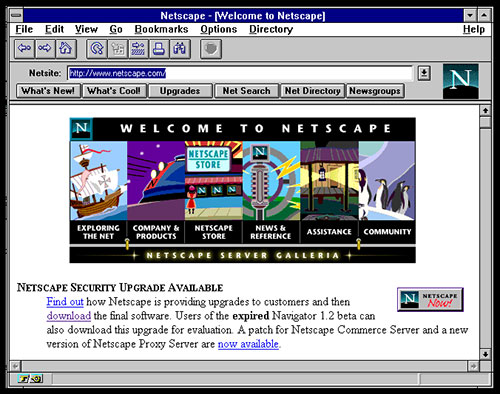 Netscape - [Welcome to Netscape]
File Edit View Go Bookmarks Options Directory Help
Netsite: http://www.netscape.com/
N
What's New! What's Cool! Upgrades Net Search Net Directory Newsgroups
N WELCOME TO NETSCAPE
NETSCAPE
STORE
N
EXPLORING
THE NET
COMPANY &
PRODUCTS
NETSCAPE
STORE
NEWS &
REFERENCE
ASSISTANCE
COMMUNITY
NETSCAPE SERVER GALLERIA
NETSCAPE SECURITY UPGRADE AVAILABLE
N NETSCAPE
Now!
Find out how Netscape is providing upgrades to customers and then
download the final software. Users of the expired Navigator 1.2 beta can
also download this upgrade for evaluation. A patch for Netscape Commerce Server and a new
version of Netscape Proxy Server are now available.